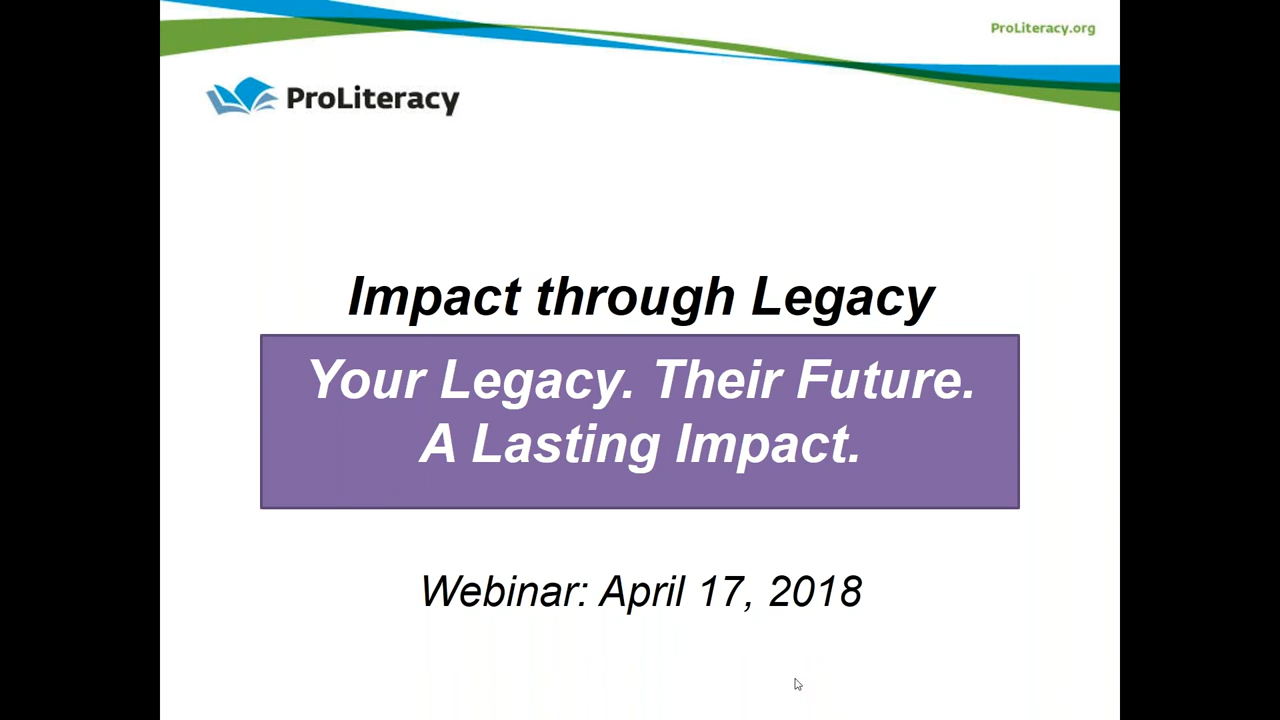 ProLiteracy.org
ProLiteracy
Impact through Legacy
Your Legacy. Their Future.
A Lasting Impact.
Webinar: April 17, 2018